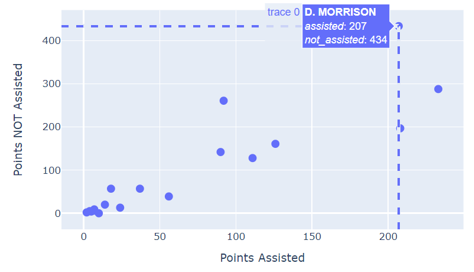 trace 0 D. MORRISON
assisted: 207
not_assisted: 434
400
300
200
100
0
Points NOT Assisted
0 50 100 150 200
Points Assisted